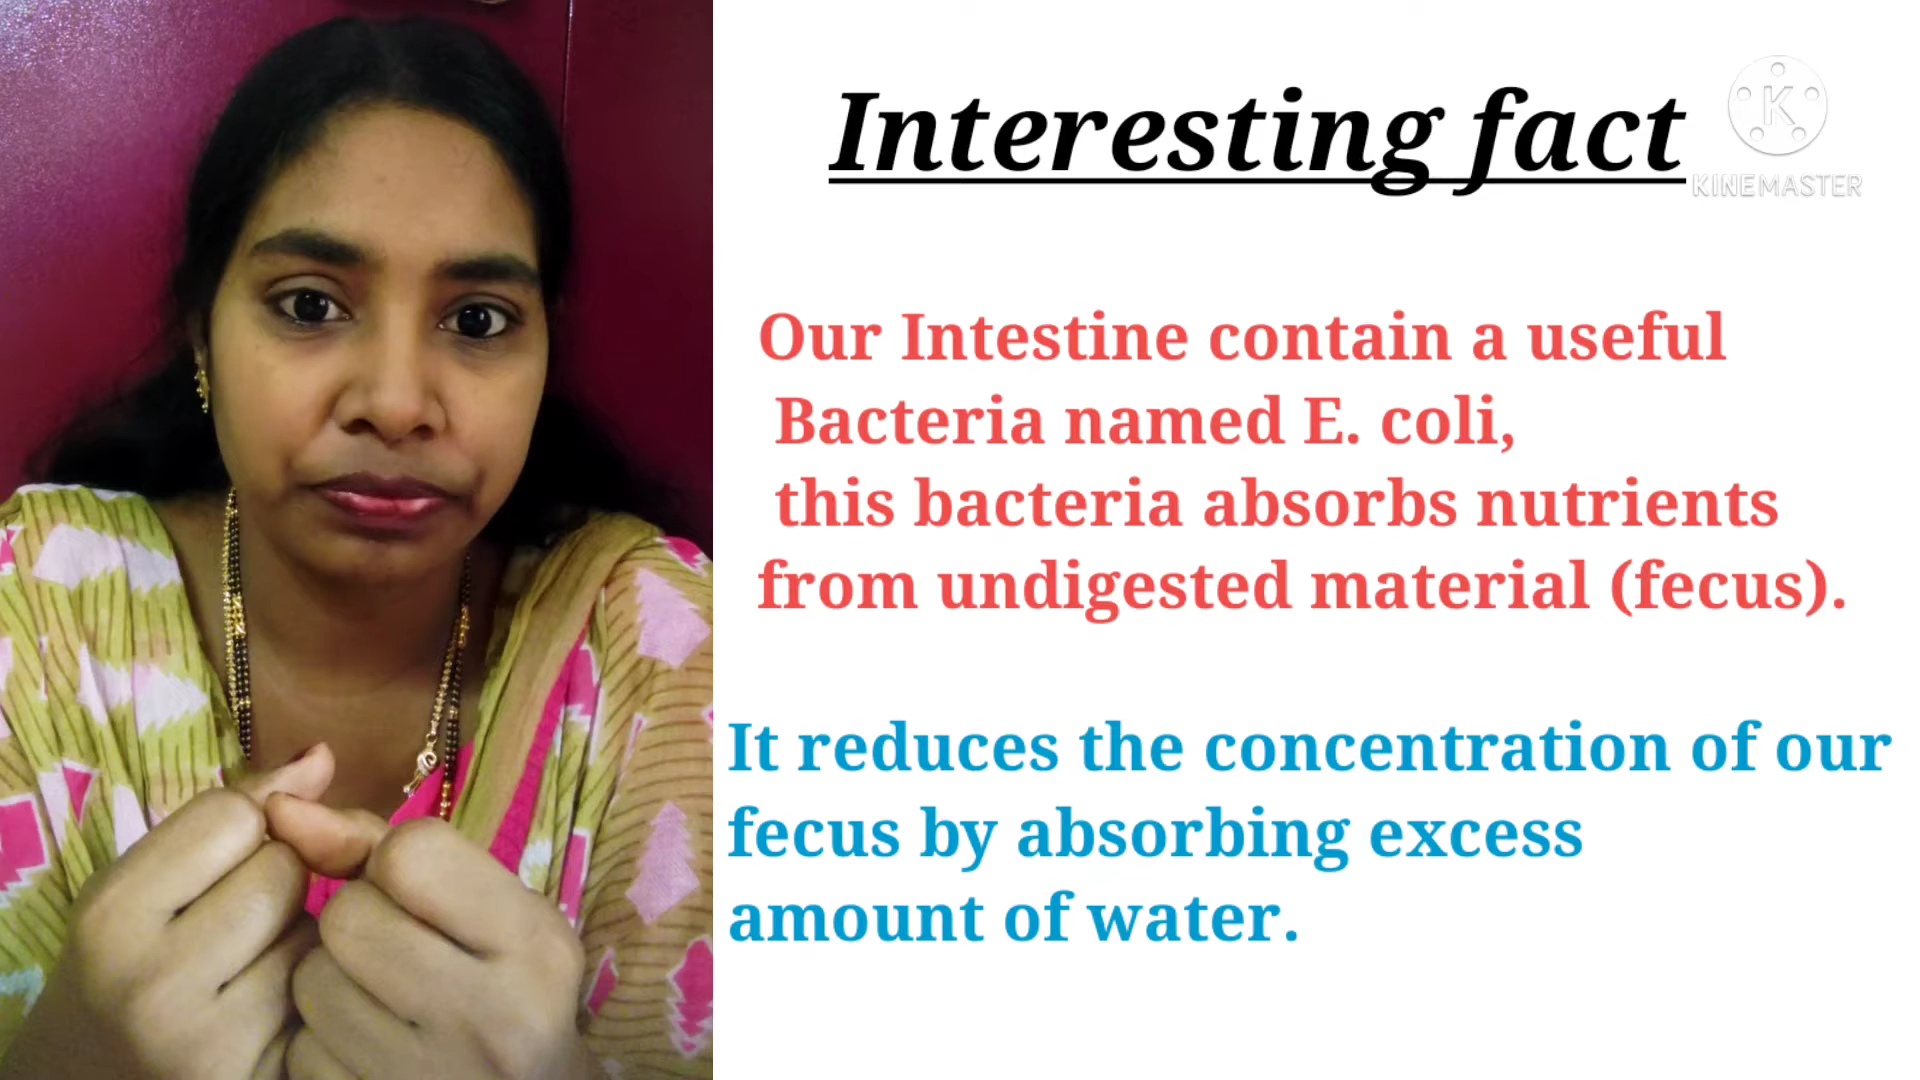 Interesting fact
KINEMASTER
Our Intestine contain a useful
Bacteria named E. coli,
this bacteria absorbs nutrients
from undigested material (fecus).
It reduces the concentration of our
fecus by absorbing excess
amount of water.